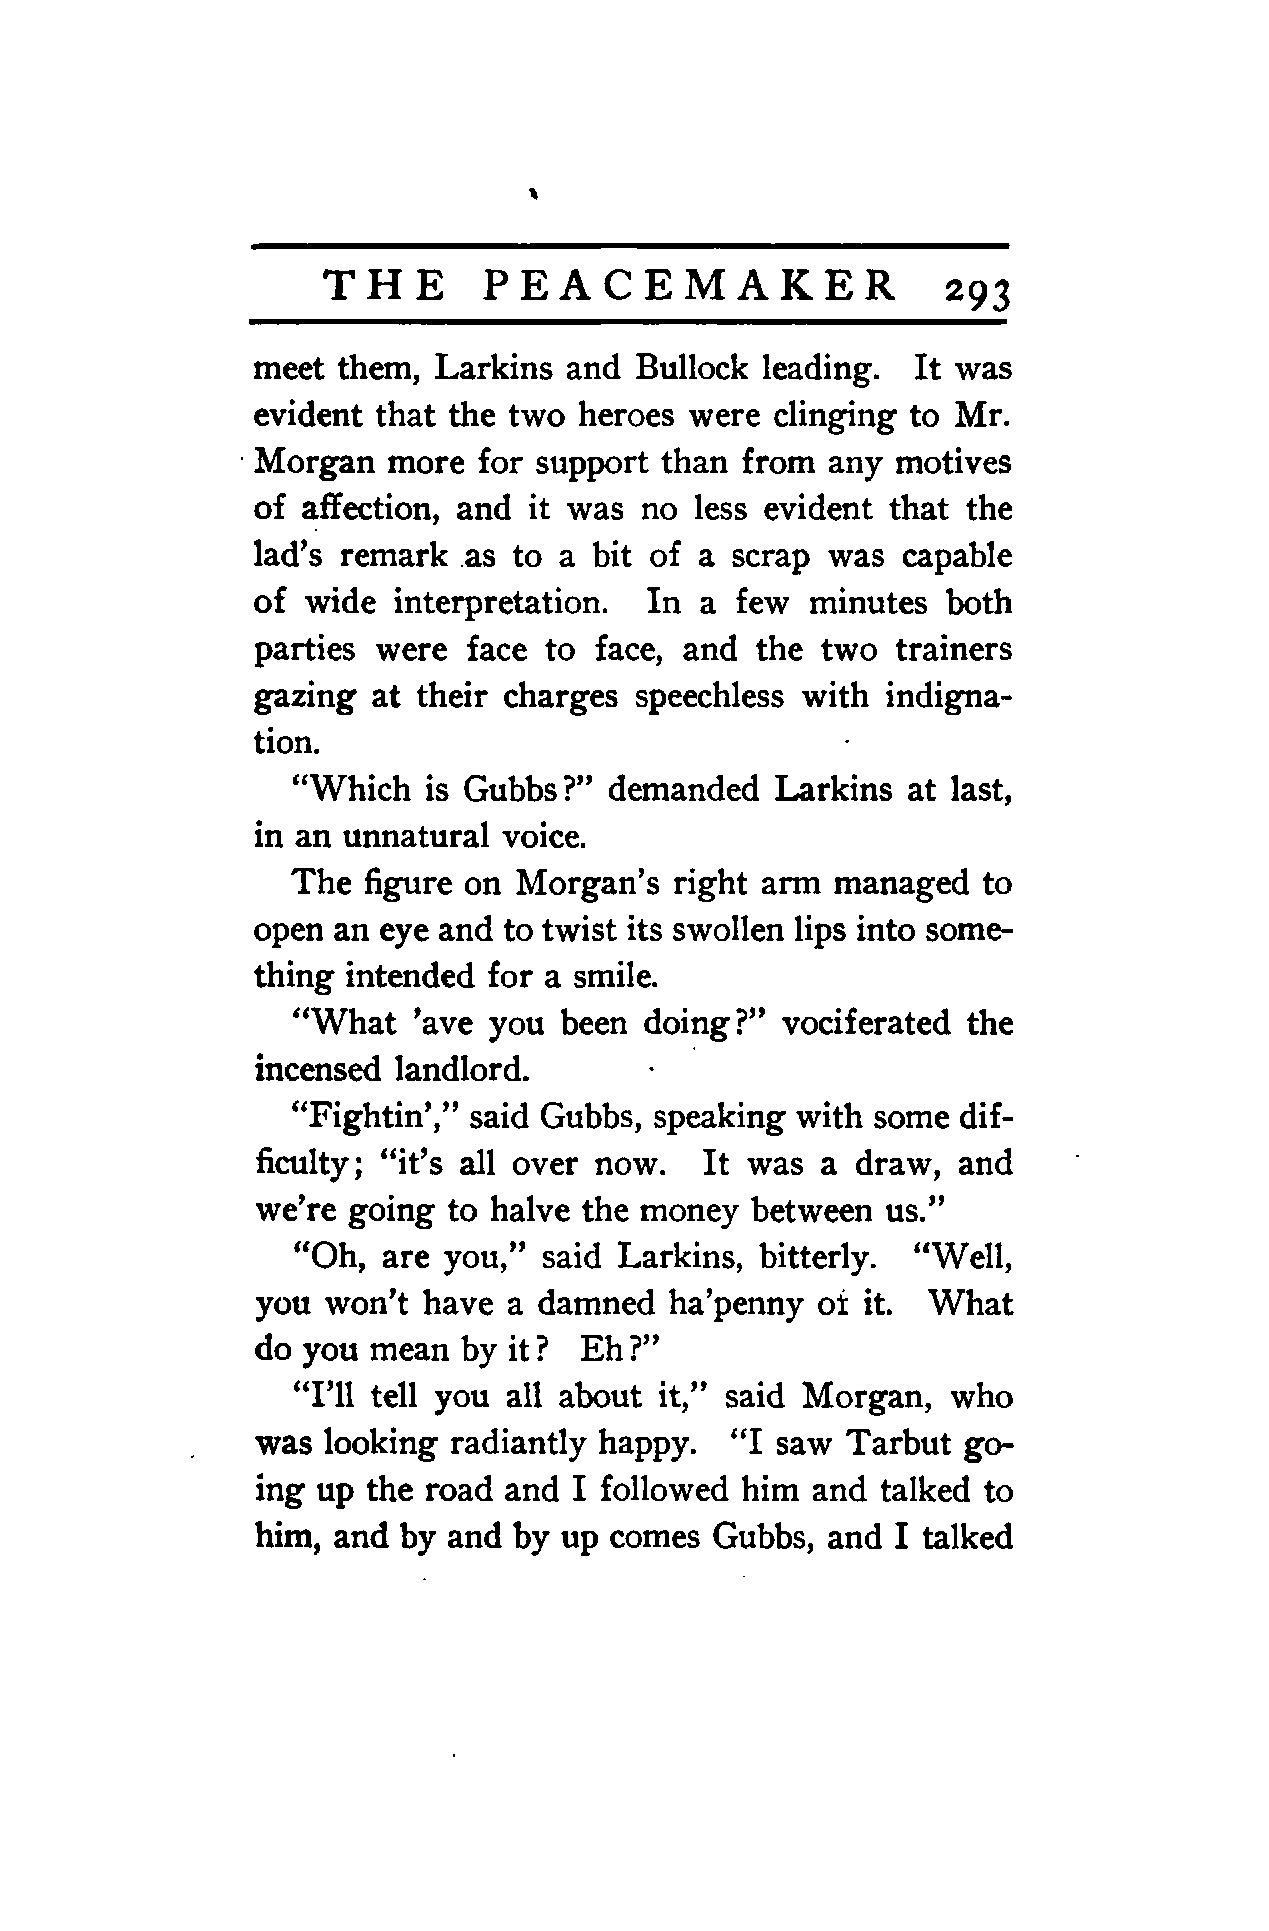 THE PEACEMAKER 293
meet them, Larkins and Bullock leading. It was
evident that the two heroes were clinging to Mr.
Morgan more for support than from any motives
of affection, and it was no less evident that the
lad's remark as to a bit of a scrap was capable
of wide interpretation. In a few minutes both
parties were face to face, and the two trainers
gazing at their charges speechless with indigna-
tion.
"Which is Gubbs?" demanded Larkins at last,
in an unnatural voice.
The figure on Morgan's right arm managed to
open an eye and to twist its swollen lips into some-
thing intended for a smile.
"What 'ave you been doing?" vociferated the
incensed landlord.
"Fightin'," said Gubbs, speaking with some dif-
ficulty; "it's all over now. It was a draw, and
we're going to halve the money between us."
"Oh, are you," said Larkins, bitterly. "Well,
you won't have a damned ha'penny of it. What
do you mean by it? Eh?"
"I'll tell you all about it," said Morgan, who
was looking radiantly happy. "I saw Tarbut go-
ing up the road and I followed him and talked to
him, and by and by up comes Gubbs, and I talked